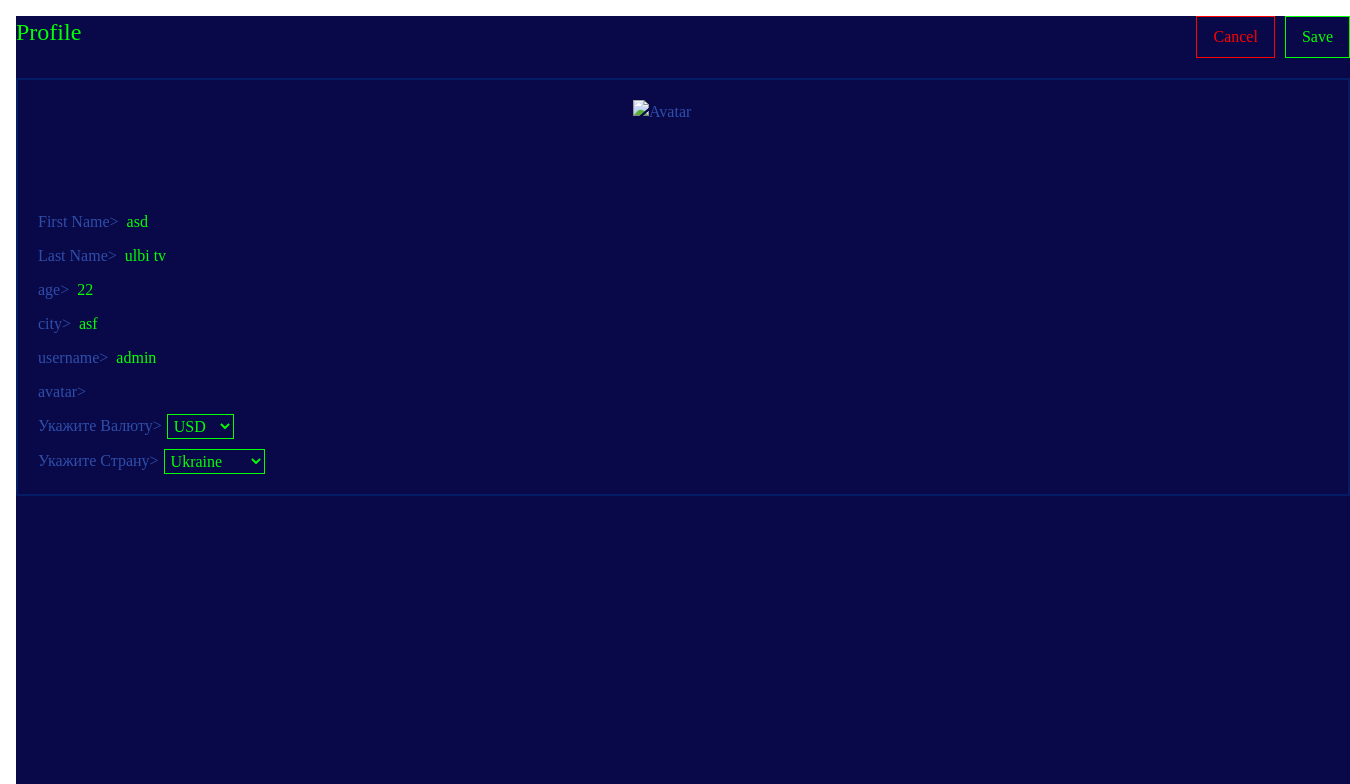 Profile
Cancel
Save
Avatar
First Name> asd
Last Name> ulbi tv
age> 22
city> asf
username> admin
avatar>
Укажите Валюту> USD
Укажите Страну> Ukraine